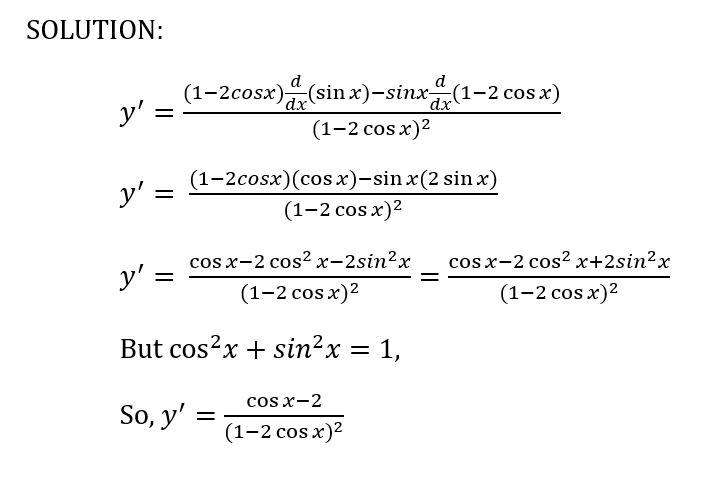 SOLUTION:
y′ = ((1−2cosx) d/dx (sin x)−sinx d/dx (1−2 cos x))/((1−2 cos x)²)
y′ = ((1−2cosx)(cos x)−sin x(2 sin x))/((1−2 cos x)²)
y′ = (cos x−2 cos² x−2sin²x)/((1−2 cos x)²) = (cos x−2 cos² x+2sin²x)/((1−2 cos x)²)
But cos²x + sin²x = 1,
So, y′ = (cos x−2)/((1−2 cos x)²)